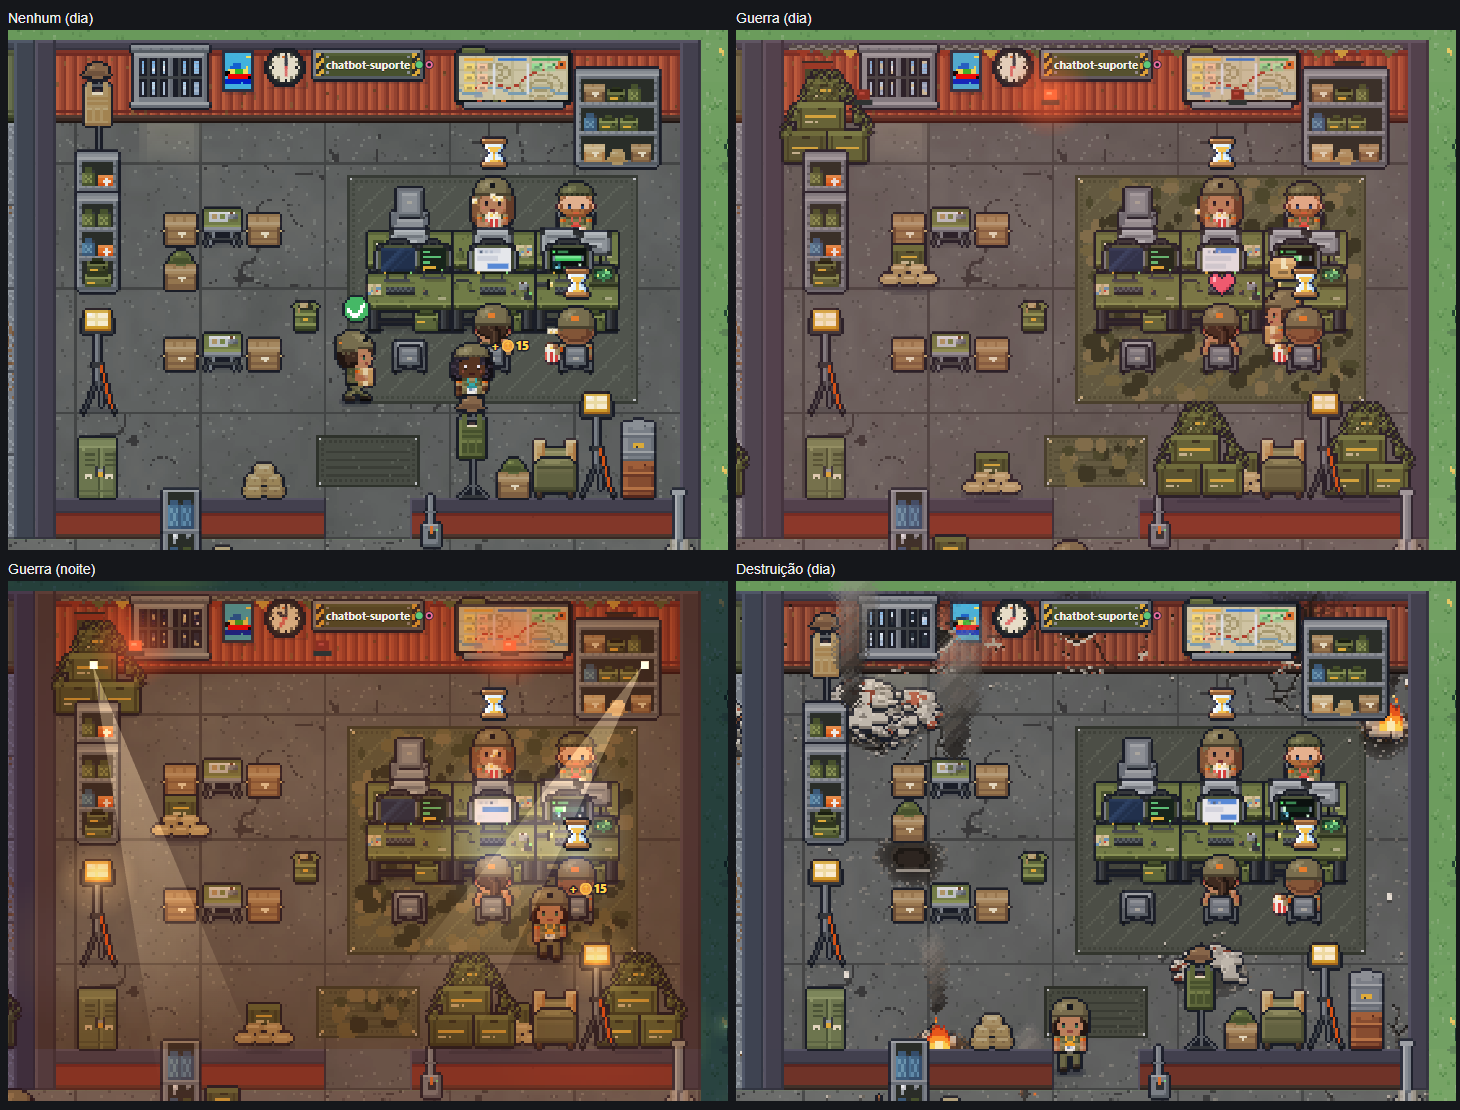 Nenhum (dia)
chatbot-suporte
+ 15
Guerra (dia)
chatbot-suporte
Guerra (noite)
chatbot-suporte
+ 15
Destruição (dia)
chatbot-suporte